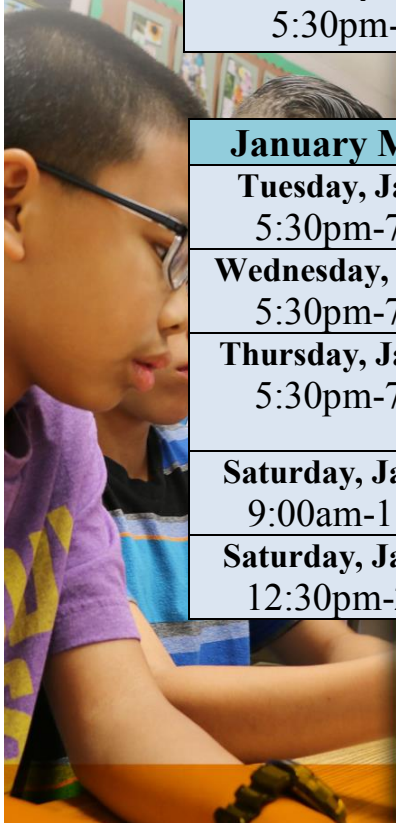 5:30pm-
January M
Tuesday, Ja
5:30pm-7
Wednesday,
5:30pm-7
Thursday, Ja
5:30pm-7
Saturday, Ja
9:00am-1
Saturday, Ja
12:30pm-